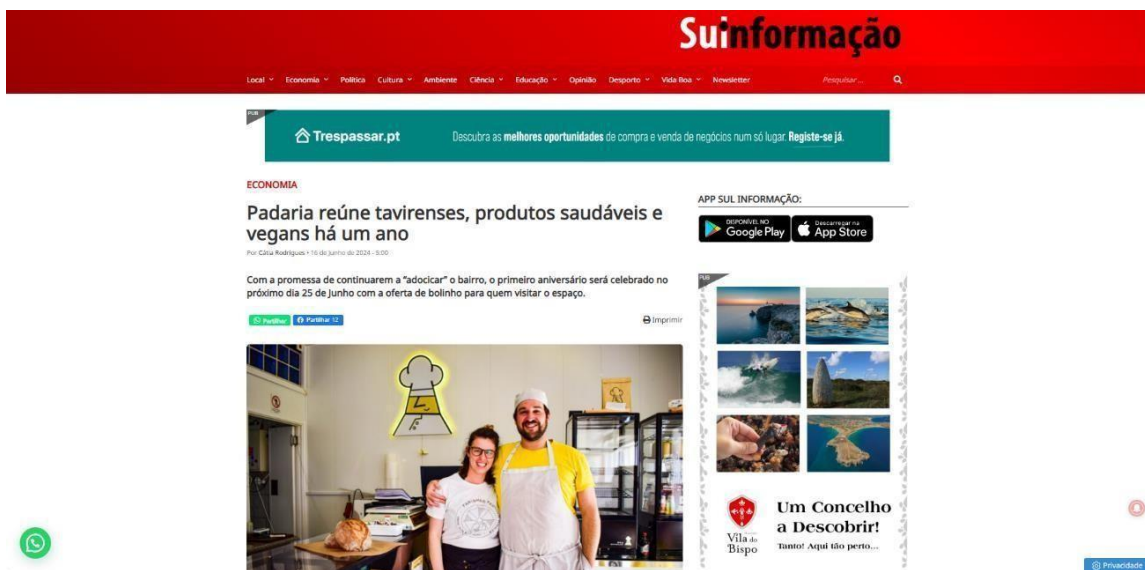 Sulnformação
Local Economia Política Cultura Ambiente Ciência Educação Opinião Desporto Vida Boa Newsletter Pesquisar...
PUB
Trespassar.pt Descubra as melhores oportunidades de compra e venda de negócios num só lugar. Registe-se já.
ECONOMIA
Padaria reúne tavirenses, produtos saudáveis e
vegans há um ano
Por Cátia Rodrigues • 16 de Junho de 2024 - 8:00
Com a promessa de continuarem a “adocicar” o bairro, o primeiro aniversário será celebrado no
próximo dia 25 de Junho com a oferta de bolinho para quem visitar o espaço.
Partilhar Partilhar 12 Imprimir
APP SUL INFORMAÇÃO:
DISPONÍVEL NO
Google Play
Descarregar na
App Store
PUB
Vila do
Bispo
Um Concelho
a Descobrir!
Tanto! Aqui tão perto...
Privacidade